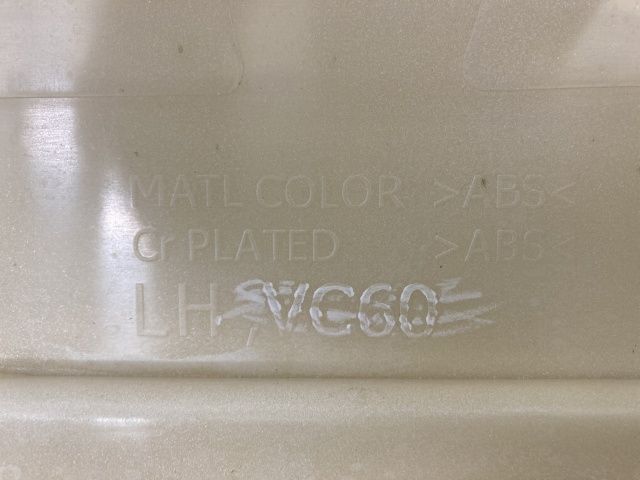 MATL COLOR >ABS<
Cr PLATED >ABS<
LH VC60